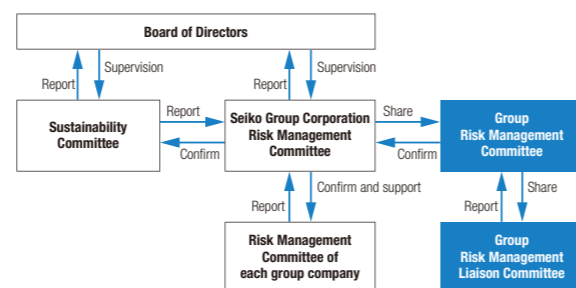 Board of Directors
Supervision
Report
Supervision
Report
Sustainability
Committee
Report
Confirm
Seiko Group Corporation
Risk Management
Committee
Share
Confirm
Group
Risk Management
Committee
Confirm and support
Report
Share
Report
Risk Management
Committee of
each group company
Group
Risk Management
Liaison Committee